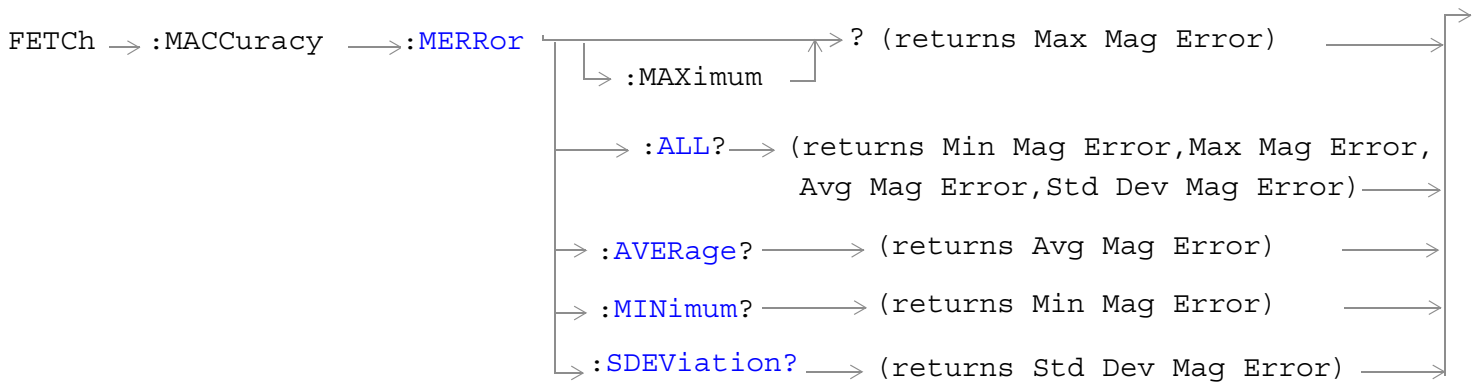 FETCh :MACCuracy :MERRor ? (returns Max Mag Error)
:MAXimum
:ALL? (returns Min Mag Error,Max Mag Error,
Avg Mag Error,Std Dev Mag Error)
:AVERage? (returns Avg Mag Error)
:MINimum? (returns Min Mag Error)
:SDEViation? (returns Std Dev Mag Error)